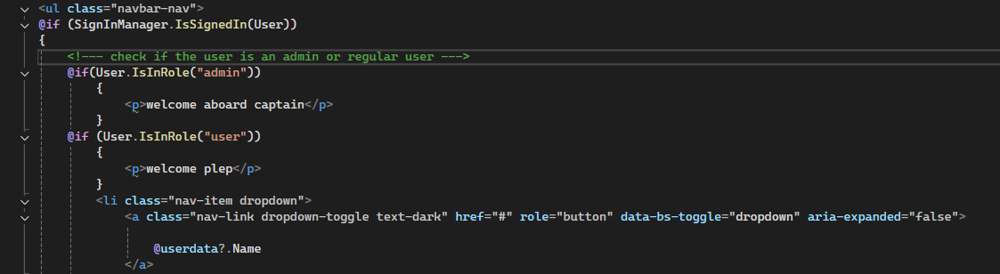 <ul class="navbar-nav">
@if (SignInManager.IsSignedIn(User))
{
<!--- check if the user is an admin or regular user --->
@if(User.IsInRole("admin"))
{
<p>welcome aboard captain</p>
}
@if (User.IsInRole("user"))
{
<p>welcome plep</p>
}
<li class="nav-item dropdown">
<a class="nav-link dropdown-toggle text-dark" href="#" role="button" data-bs-toggle="dropdown" aria-expanded="false">
@userdata?.Name
</a>